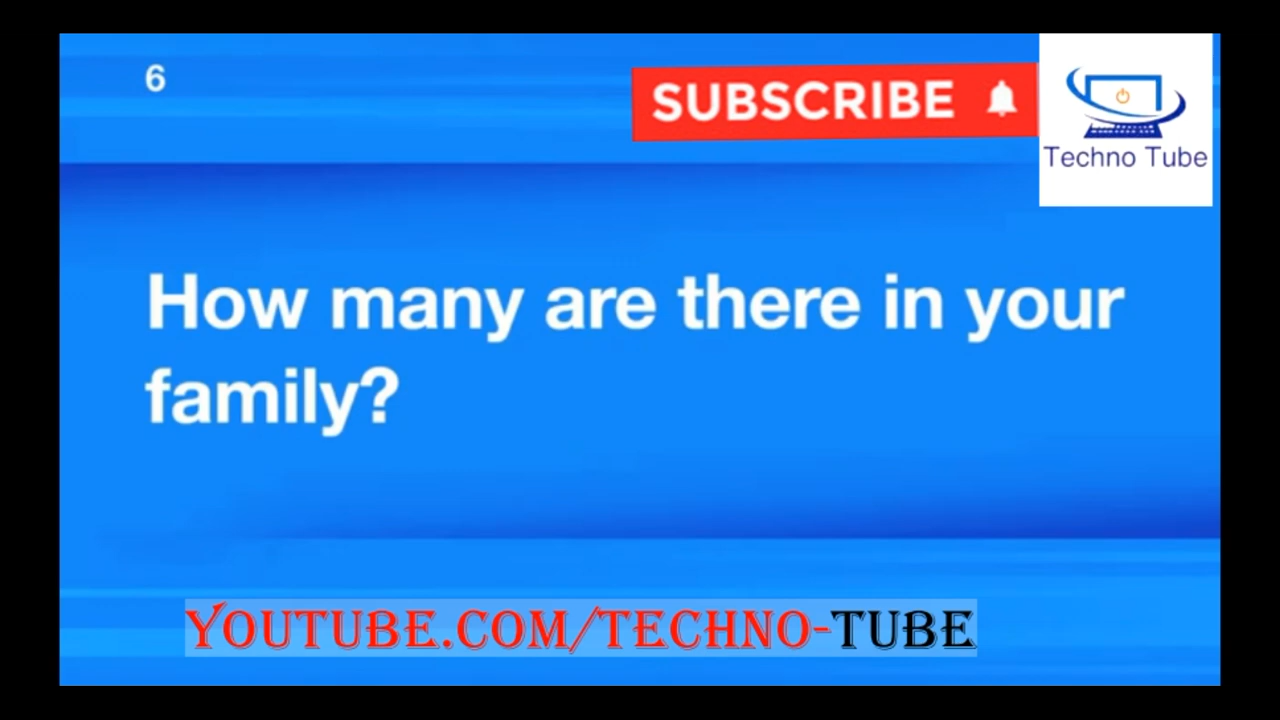 6
SUBSCRIBE
Techno Tube
How many are there in your
family?
YOUTUBE.COM/TECHNO-TUBE